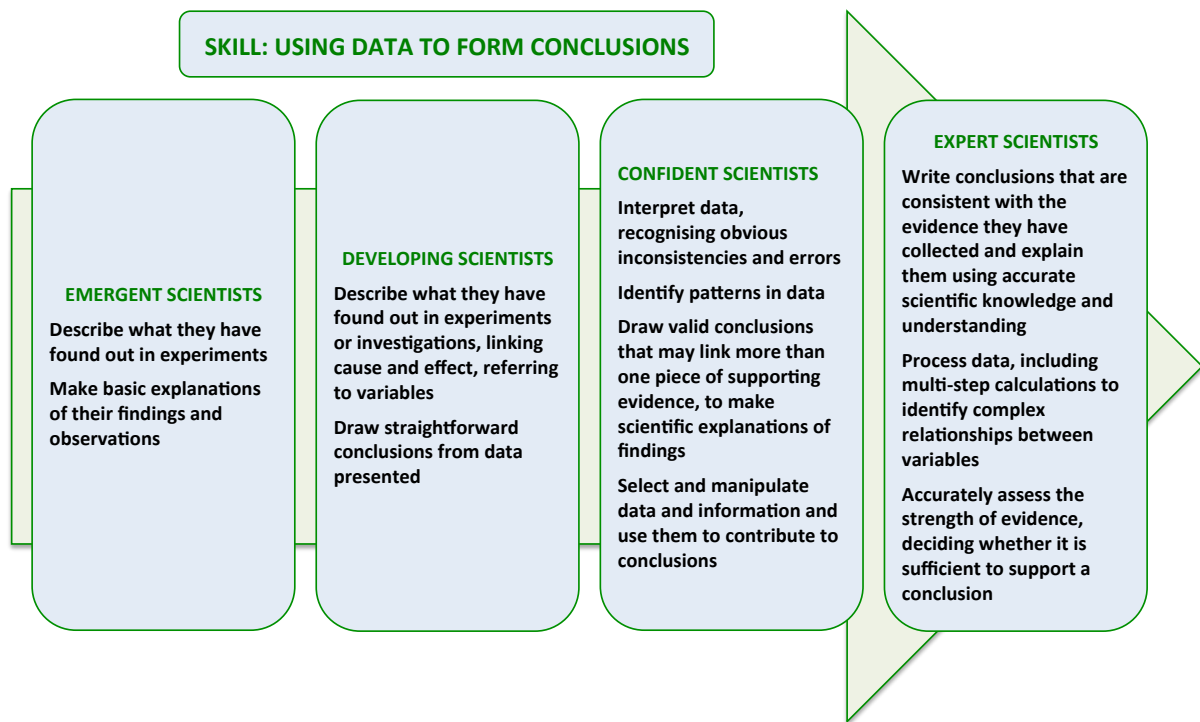 SKILL: USING DATA TO FORM CONCLUSIONS
EMERGENT SCIENTISTS
Describe what they have
found out in experiments
Make basic explanations
of their findings and
observations
DEVELOPING SCIENTISTS
Describe what they have
found out in experiments
or investigations, linking
cause and effect, referring
to variables
Draw straightforward
conclusions from data
presented
CONFIDENT SCIENTISTS
Interpret data,
recognising obvious
inconsistencies and errors
Identify patterns in data
Draw valid conclusions
that may link more than
one piece of supporting
evidence, to make
scientific explanations of
findings
Select and manipulate
data and information and
use them to contribute to
conclusions
EXPERT SCIENTISTS
Write conclusions that are
consistent with the
evidence they have
collected and explain
them using accurate
scientific knowledge and
understanding
Process data, including
multi-step calculations to
identify complex
relationships between
variables
Accurately assess the
strength of evidence,
deciding whether it is
sufficient to support a
conclusion